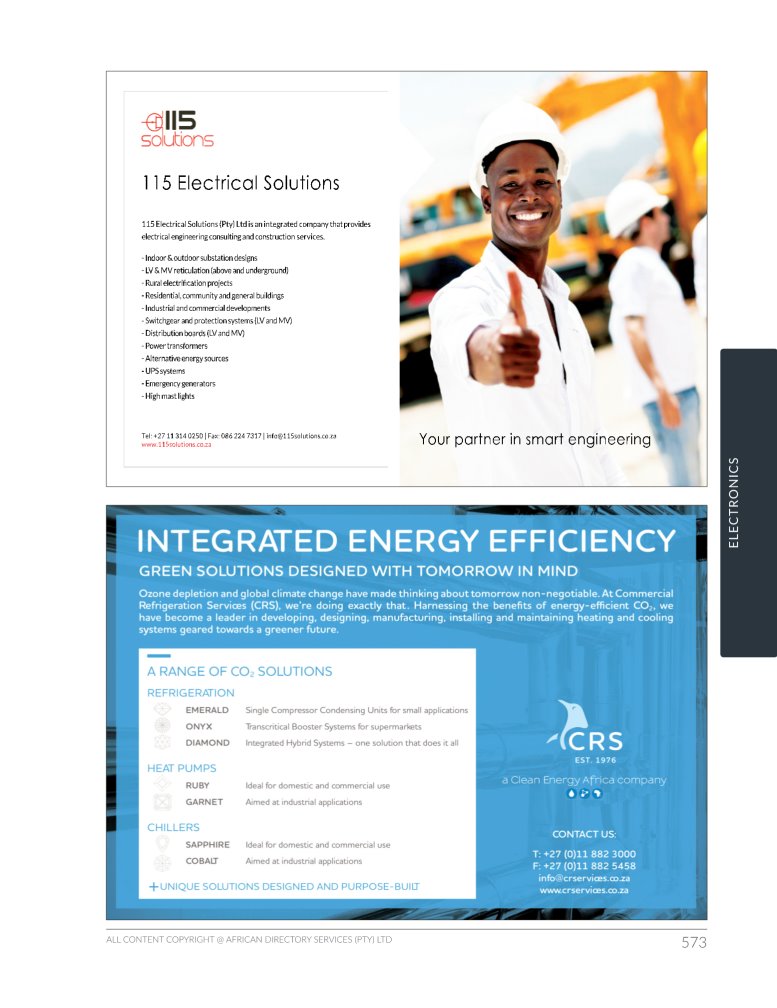 115
solutions
115 Electrical Solutions
115 Electrical Solutions (Pty) Ltd is an integrated company that provides
electrical engineering consulting and construction services.
- Indoor & outdoor substation designs
- LV & MV reticulation (above and underground)
- Rural electrification projects
- Residential, community and general buildings
- Industrial and commercial developments
- Switchgear and protection systems (LV and MV)
- Distribution boards (LV and MV)
- Power transformers
- Alternative energy sources
- UPS systems
- Emergency generators
- High mast lights
Tel: +27 11 314 0250 | Fax: 086 224 7317 | info@115solutions.co.za
www.115solutions.co.za
Your partner in smart engineering
ELECTRONICS
INTEGRATED ENERGY EFFICIENCY
GREEN SOLUTIONS DESIGNED WITH TOMORROW IN MIND
Ozone depletion and global climate change have made thinking about tomorrow non-negotiable. At Commercial
Refrigeration Services (CRS), we're doing exactly that. Harnessing the benefits of energy-efficient CO₂, we
have become a leader in developing, designing, manufacturing, installing and maintaining heating and cooling
systems geared towards a greener future.
A RANGE OF CO₂ SOLUTIONS
REFRIGERATION
EMERALD Single Compressor Condensing Units for small applications
ONYX Transcritical Booster Systems for supermarkets
DIAMOND Integrated Hybrid Systems – one solution that does it all
HEAT PUMPS
RUBY Ideal for domestic and commercial use
GARNET Aimed at industrial applications
CHILLERS
SAPPHIRE Ideal for domestic and commercial use
COBALT Aimed at industrial applications
+UNIQUE SOLUTIONS DESIGNED AND PURPOSE-BUILT
CRS
EST. 1976
a Clean Energy Africa company
CONTACT US:
T: +27 (0)11 882 3000
F: +27 (0)11 882 5458
info@crservices.co.za
www.crservices.co.za
ALL CONTENT COPYRIGHT @ AFRICAN DIRECTORY SERVICES (PTY) LTD
573